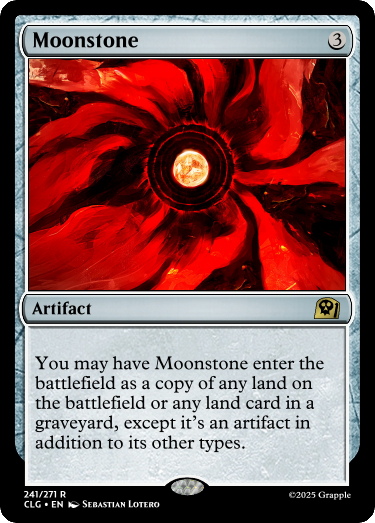 Moonstone 3
Artifact
You may have Moonstone enter the
battlefield as a copy of any land on
the battlefield or any land card in a
graveyard, except it's an artifact in
addition to its other types.
241/271 R
CLG • EN Sebastian Lotero
©2025 Grapple